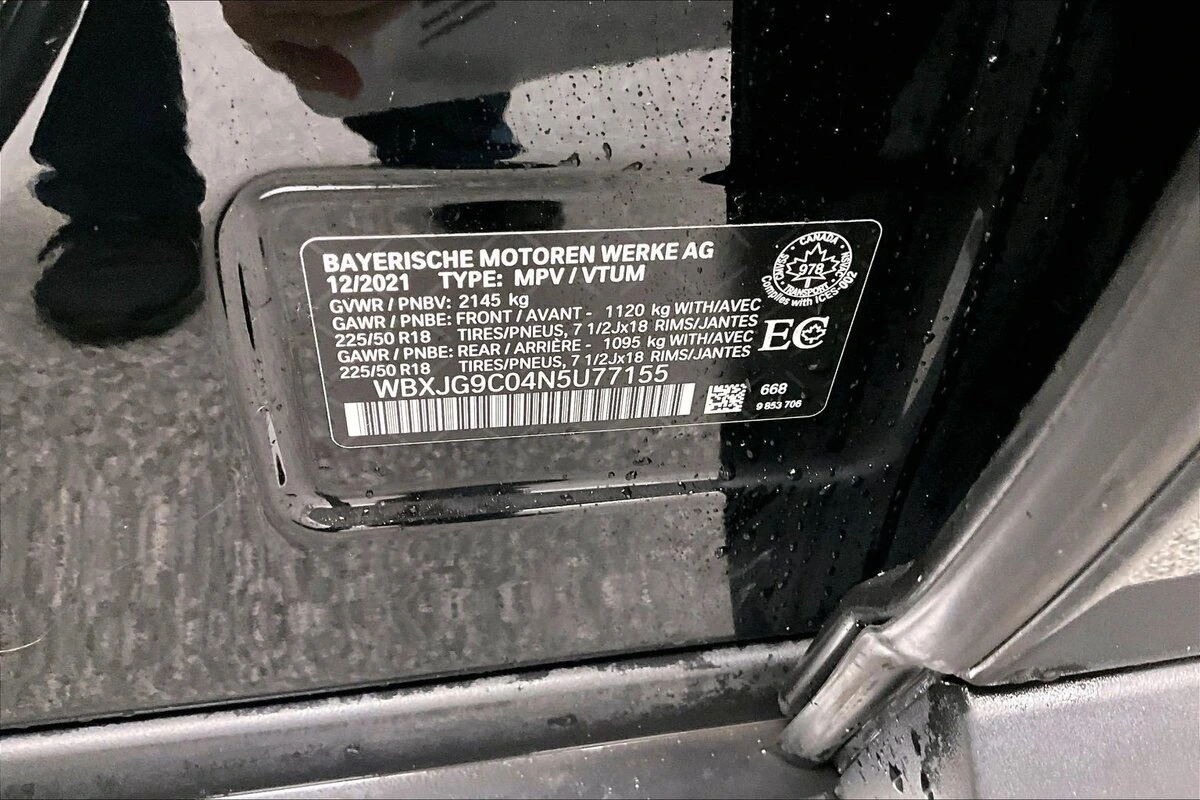 BAYERISCHE MOTOREN WERKE AG
12/2021 TYPE: MPV / VTUM
GVWR / PNBV: 2145 kg
GAWR / PNBE: FRONT / AVANT - 1120 kg WITH/AVEC
225/50 R18 TIRES/PNEUS, 7 1/2Jx18 RIMS/JANTES
GAWR / PNBE: REAR / ARRIÈRE - 1095 kg WITH/AVEC
225/50 R18 TIRES/PNEUS, 7 1/2Jx18 RIMS/JANTES
WBXJG9C04N5U77155
668
9 853 706
CANADA
978
TRANSPORT
Complies with ICES-002
EC